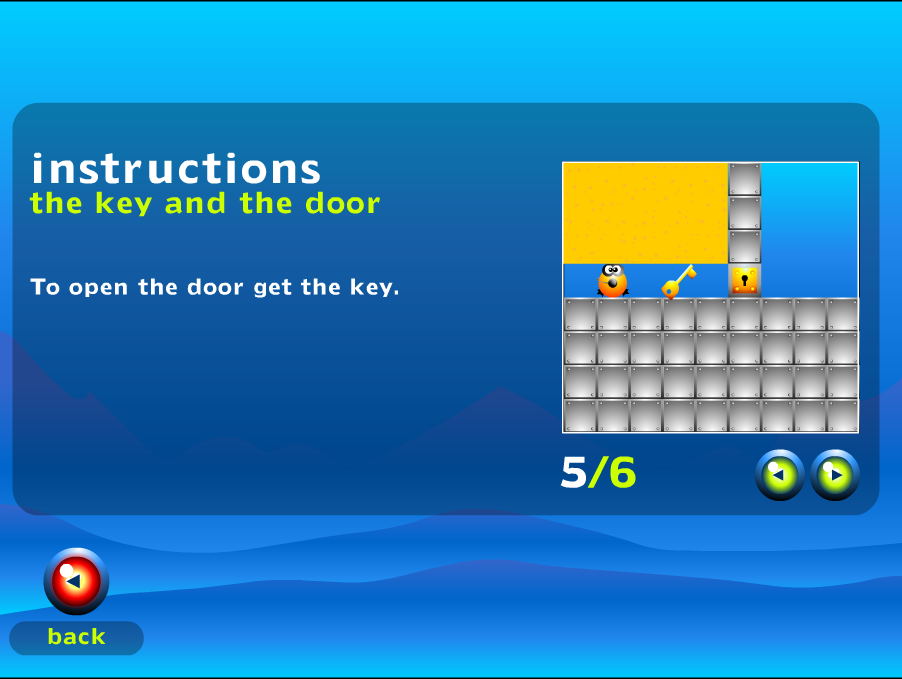 instructions
the key and the door
To open the door get the key.
5/6
back